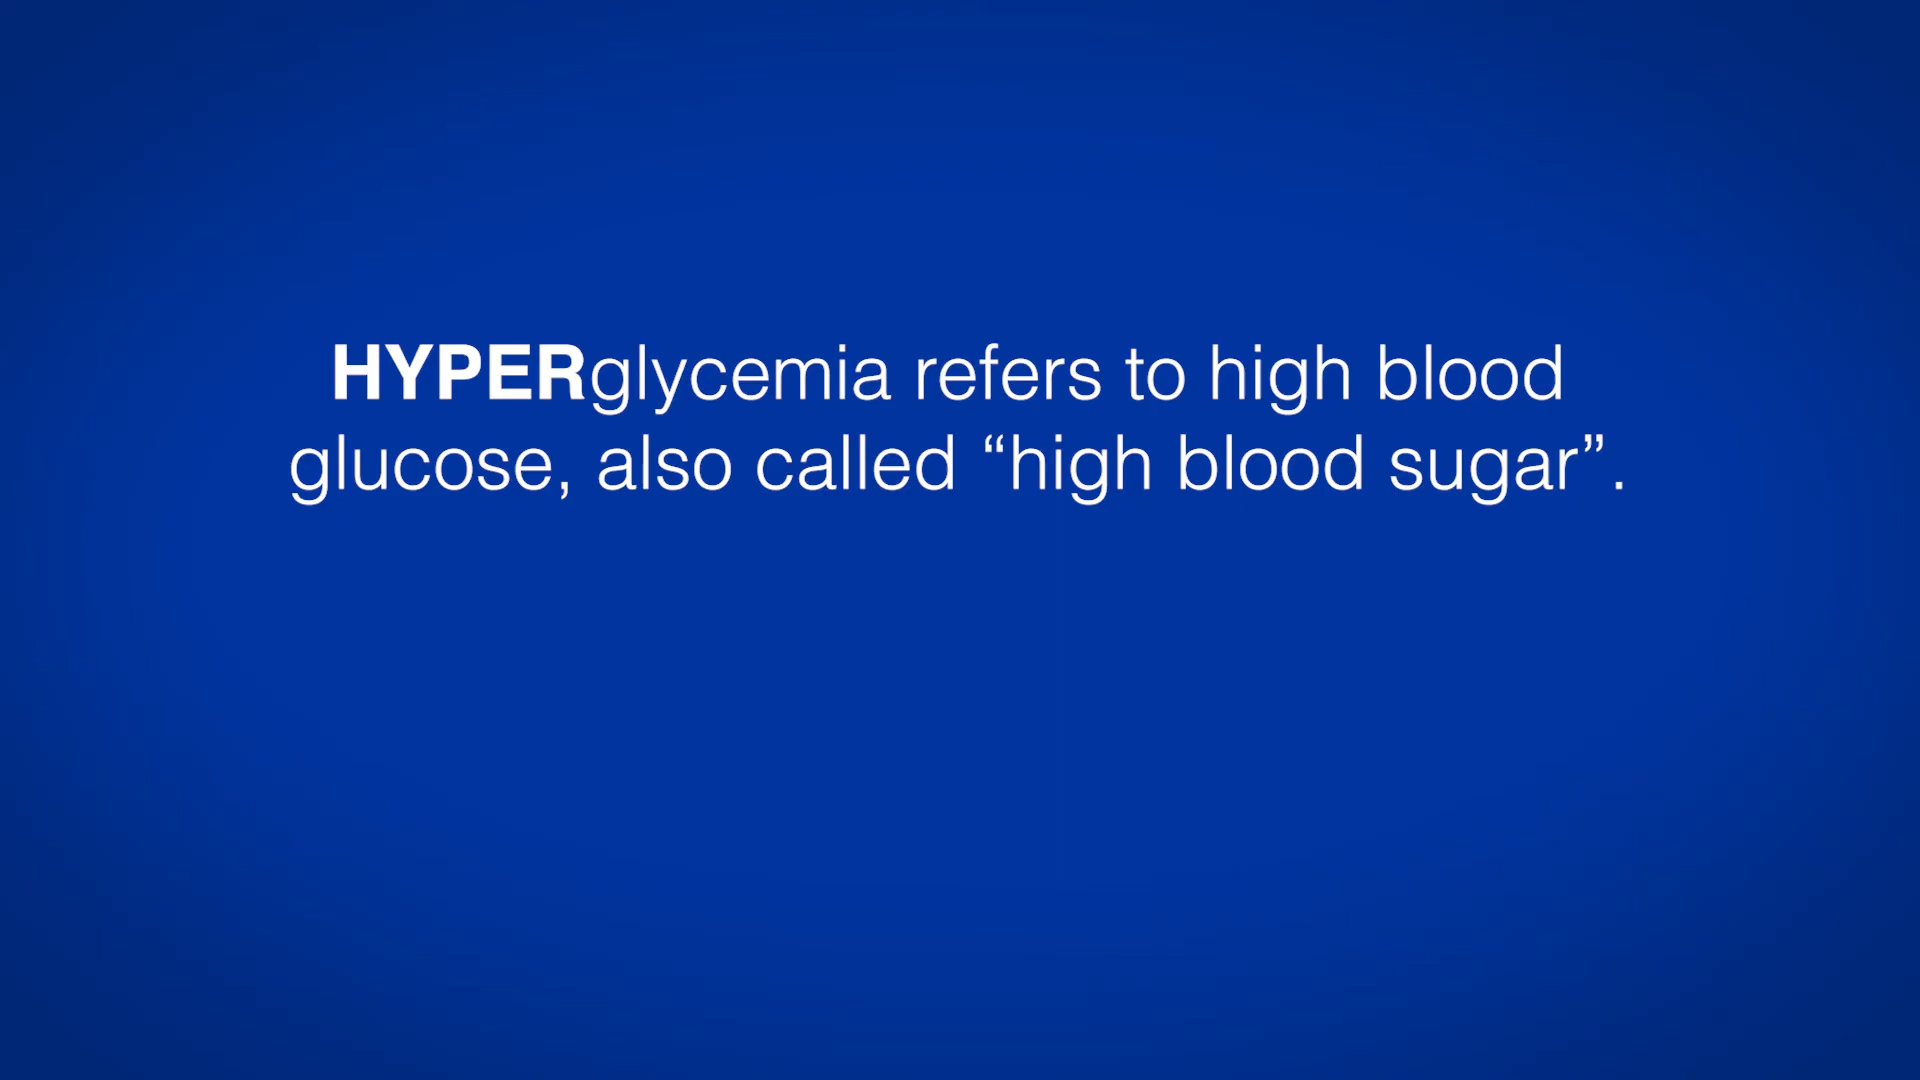 HYPERglycemia refers to high blood
glucose, also called “high blood sugar”.